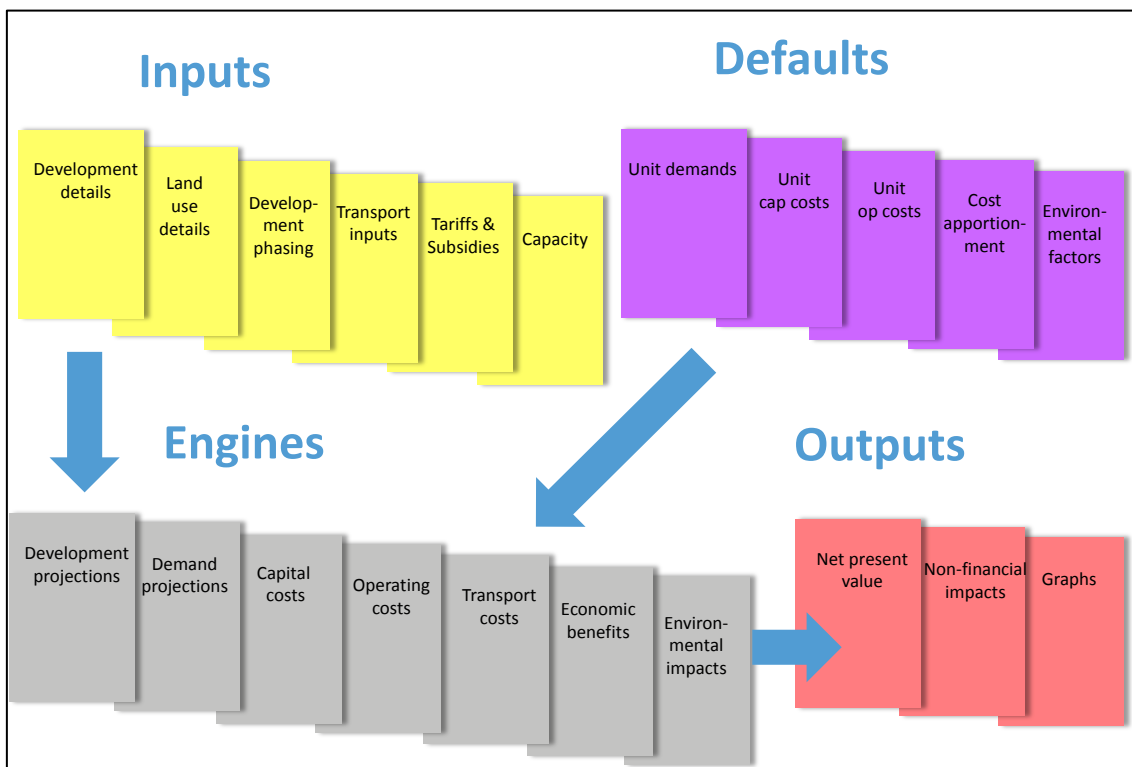 Inputs
Defaults
Development
details
Land
use
details
Develop-
ment
phasing
Transport
inputs
Tariffs &
Subsidies
Capacity
Unit demands
Unit
cap costs
Unit
op costs
Cost
apportion-
ment
Environ-
mental
factors
Engines
Outputs
Development
projections
Demand
projections
Capital
costs
Operating
costs
Transport
costs
Economic
benefits
Environ-
mental
impacts
Net present
value
Non-financial
impacts
Graphs